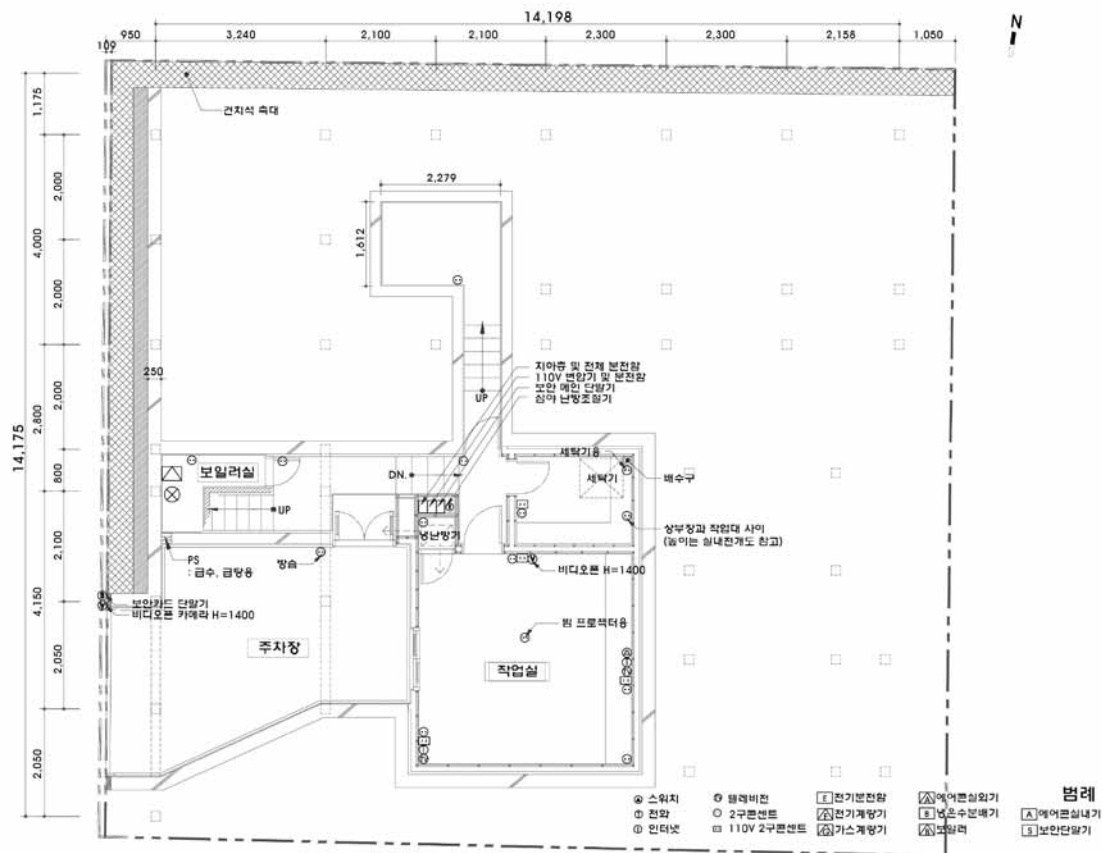 14,198
N
109 950 3,240 2,100 2,100 2,300 2,300 2,158 1,050
1,175
견치석 축대
2,279
2,000
1,612
4,000
2,000
지하층 및 전체 분전함
110V 변압기 및 분전함
보안 메인 단말기
심야 난방조절기
250
UP
2,000
2,800
14,175
세탁기용
보일러실
DN.
세탁기
배수구
800
UP
냉난방기
상부장과 작업대 사이
(높이는 실내전개도 참고)
2,100
PS
: 급수, 급탕용
방습
비디오폰 H=1400
보안카드 단말기
비디오폰 카메라 H=1400
4,150
빔 프로젝터용
주차장
작업실
2,050
2,050
범례
스위치 텔레비전 E 전기분전함 에어콘실외기
전화 2구콘센트 전기계량기 B 냉온수분배기 A 에어콘실내기
인터넷 110V 2구콘센트 가스계량기 보일러 S 보안단말기